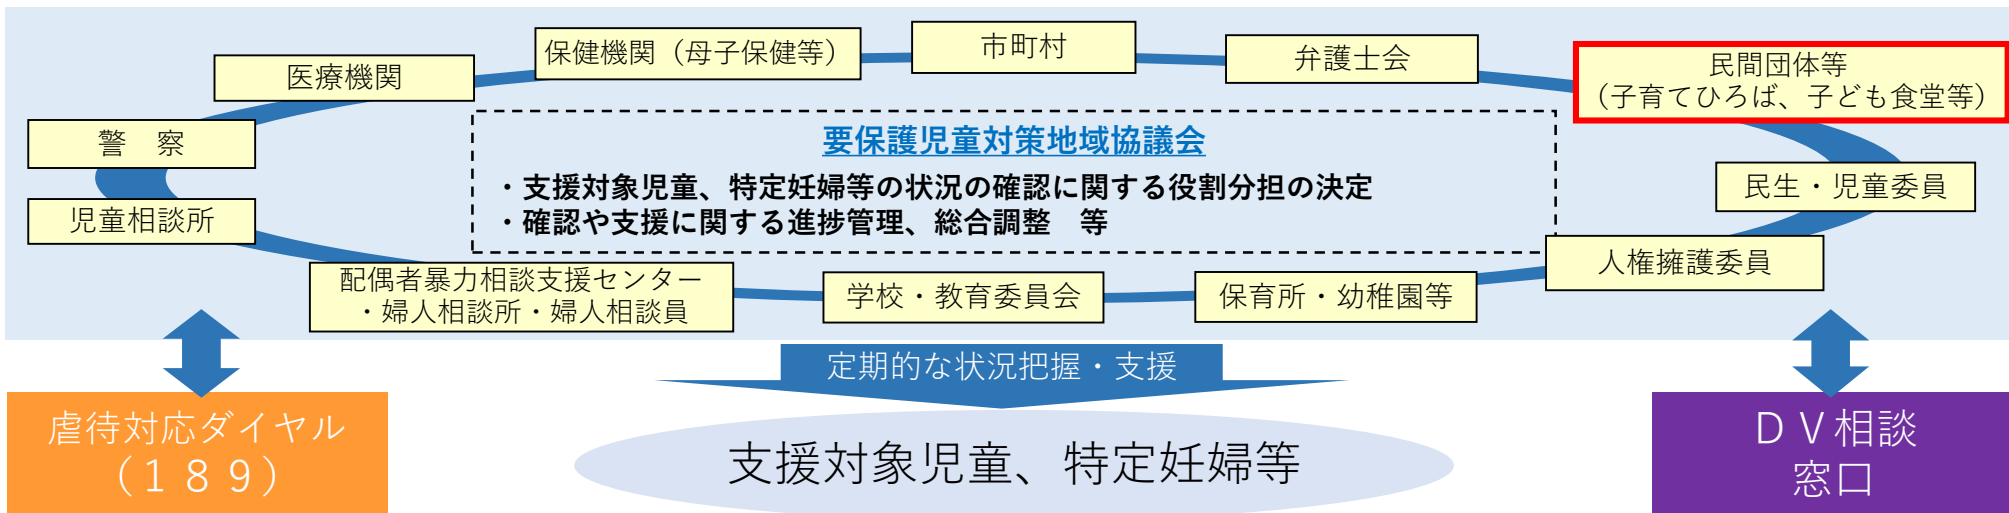 保健機関（母子保健等）
市町村
弁護士会
民間団体等
（子育てひろば、子ども食堂等）
医療機関
警　察
要保護児童対策地域協議会
・支援対象児童、特定妊婦等の状況の確認に関する役割分担の決定
・確認や支援に関する進捗管理、総合調整　等
民生・児童委員
児童相談所
人権擁護委員
配偶者暴力相談支援センター
・婦人相談所・婦人相談員
学校・教育委員会
保育所・幼稚園等
定期的な状況把握・支援
虐待対応ダイヤル
（１８９）
支援対象児童、特定妊婦等
ＤＶ相談
窓口